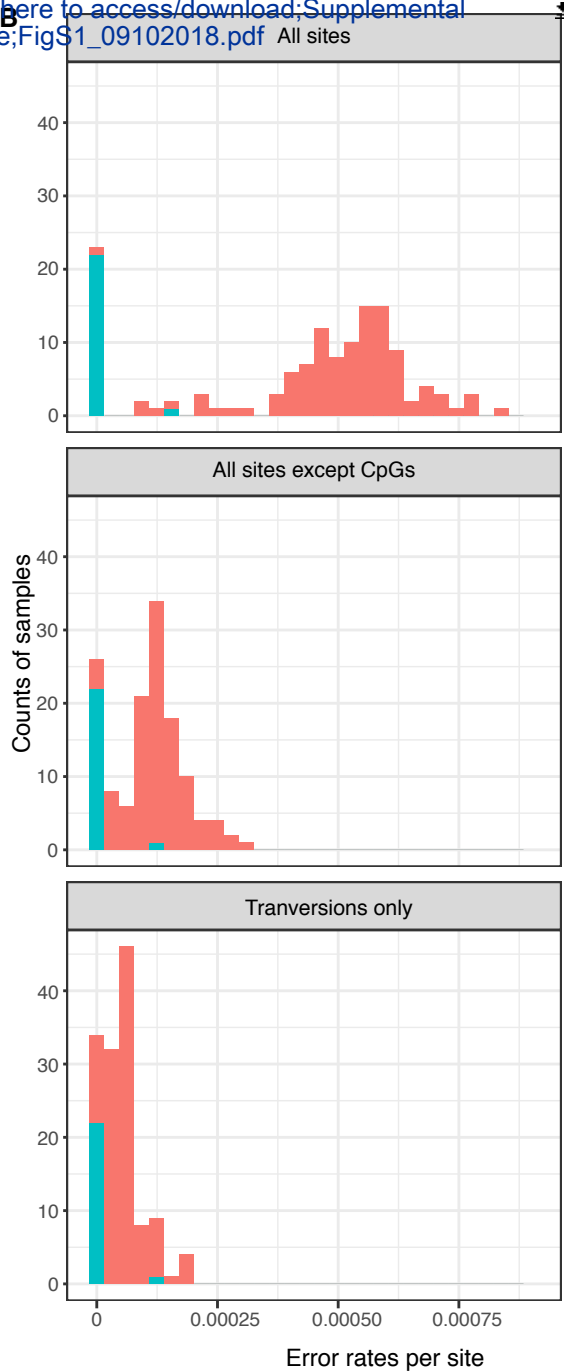 here to access/download;Supplemental
B
e;FigS1_09102018.pdf
All sites
40
30
20
10
0
All sites except CpGs
Counts of samples
40
30
20
10
0
Tranversions only
40
30
20
10
0
0 0.00025 0.00050 0.00075
Error rates per site